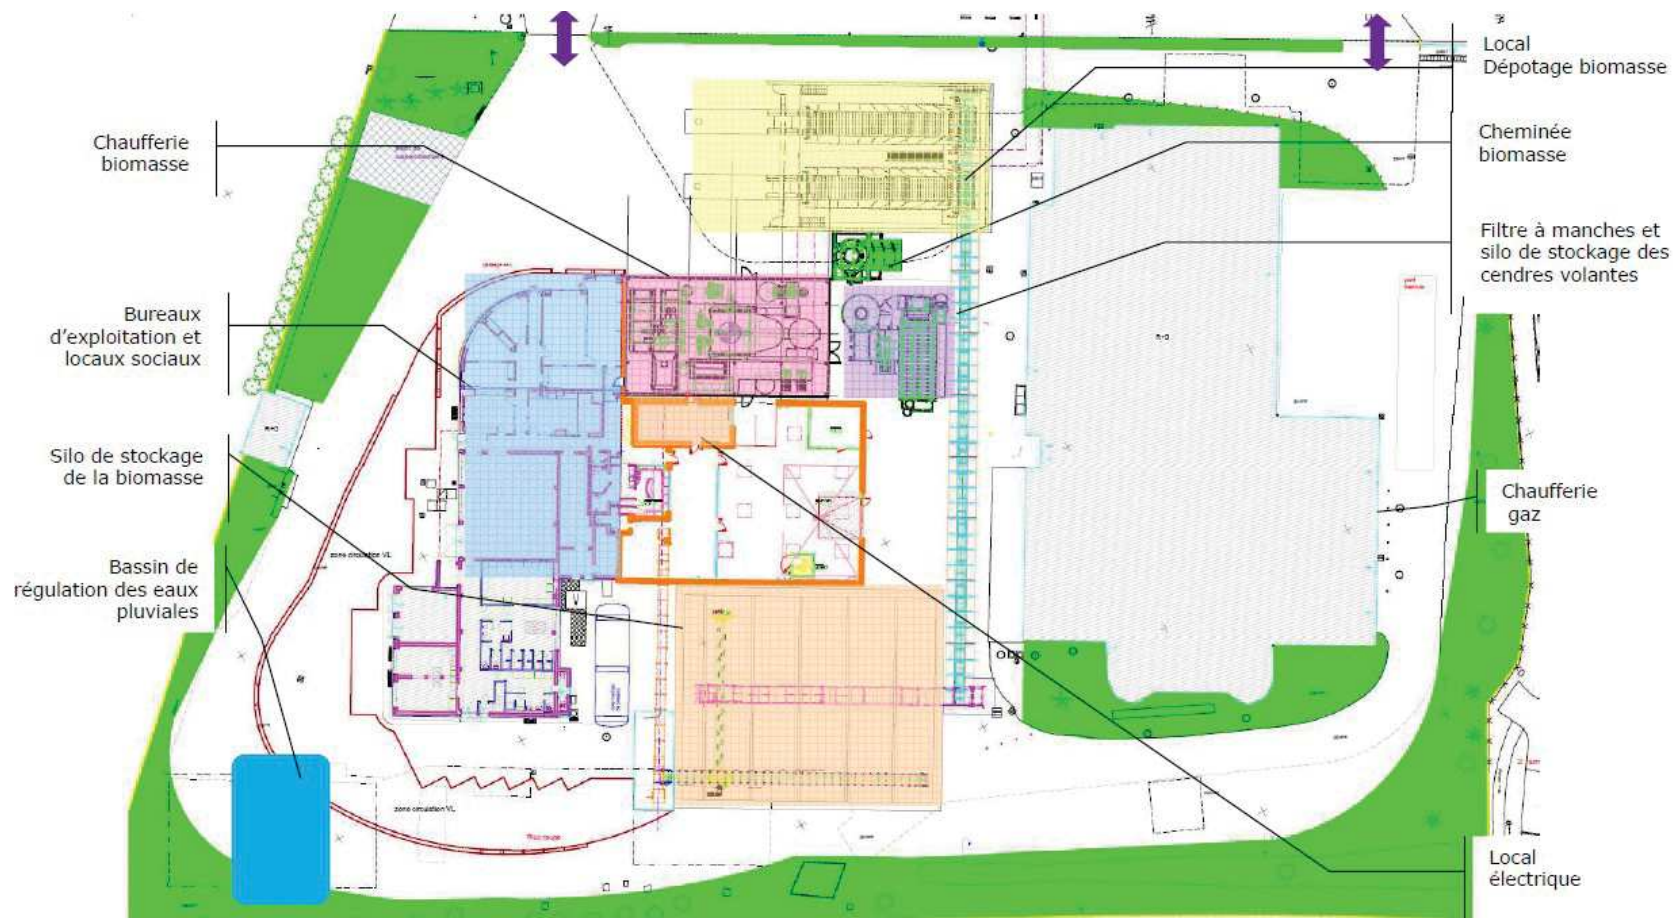 Local
Dépotage biomasse
Cheminée
biomasse
Filtre à manches et
silo de stockage des
cendres volantes
Chaufferie
biomasse
Bureaux
d'exploitation et
locaux sociaux
Silo de stockage
de la biomasse
Chaufferie
gaz
Bassin de
régulation des eaux
pluviales
zone circulation VL
zone circulation VL
Local
électrique